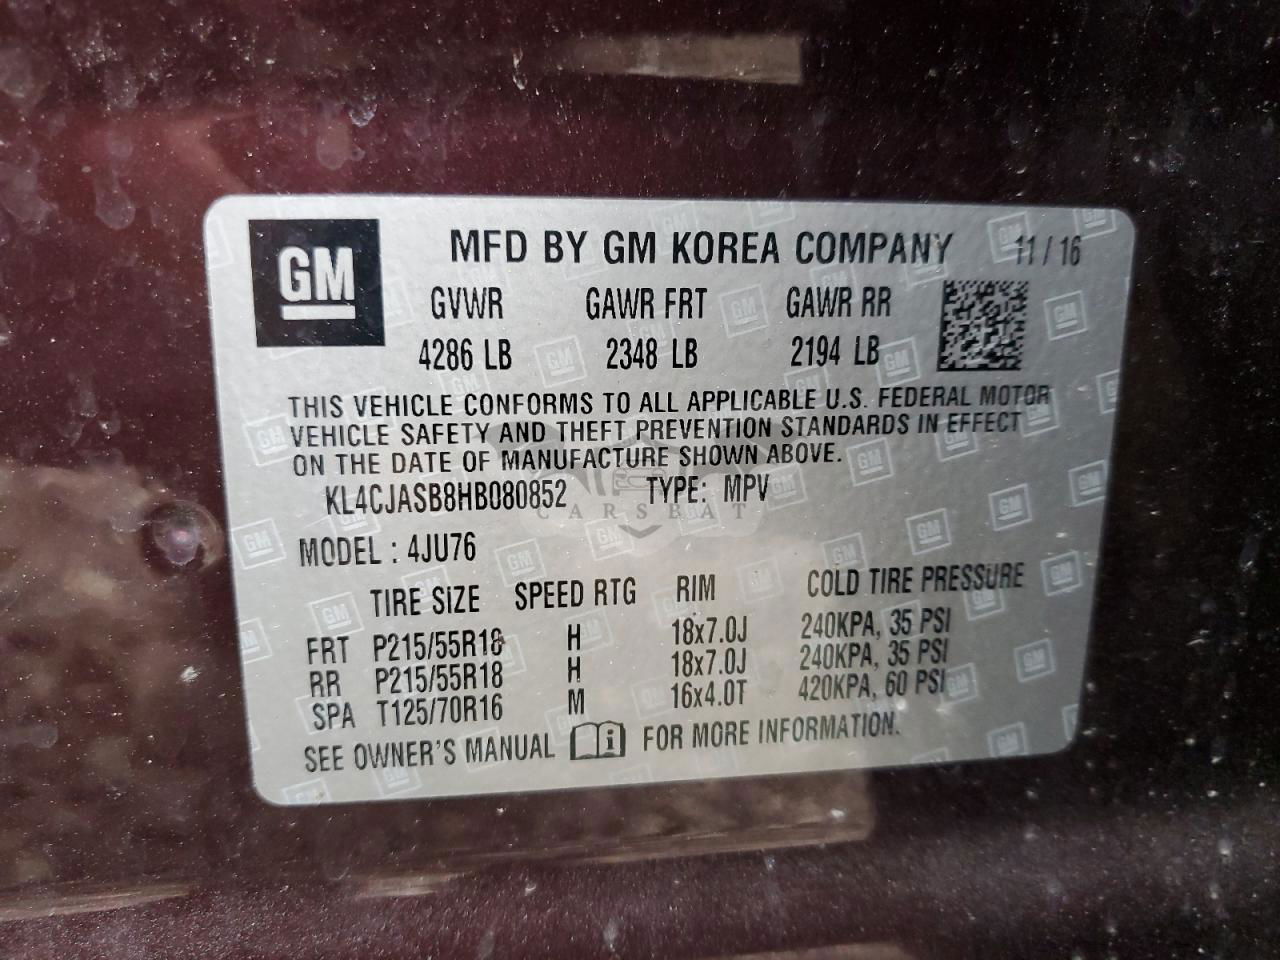 GM
MFD BY GM KOREA COMPANY 11/16
GVWR GAWR FRT GAWR RR
4286 LB 2348 LB 2194 LB
THIS VEHICLE CONFORMS TO ALL APPLICABLE U.S. FEDERAL MOTOR
VEHICLE SAFETY AND THEFT PREVENTION STANDARDS IN EFFECT
ON THE DATE OF MANUFACTURE SHOWN ABOVE.
KL4CJASB8HB080852 TYPE: MPV
CARSBAT
MODEL : 4JU76
TIRE SIZE SPEED RTG RIM COLD TIRE PRESSURE
FRT P215/55R18 H 18x7.0J 240KPA, 35 PSI
RR P215/55R18 H 18x7.0J 240KPA, 35 PSI
SPA T125/70R16 M 16x4.0T 420KPA, 60 PSI
SEE OWNER'S MANUAL i FOR MORE INFORMATION.